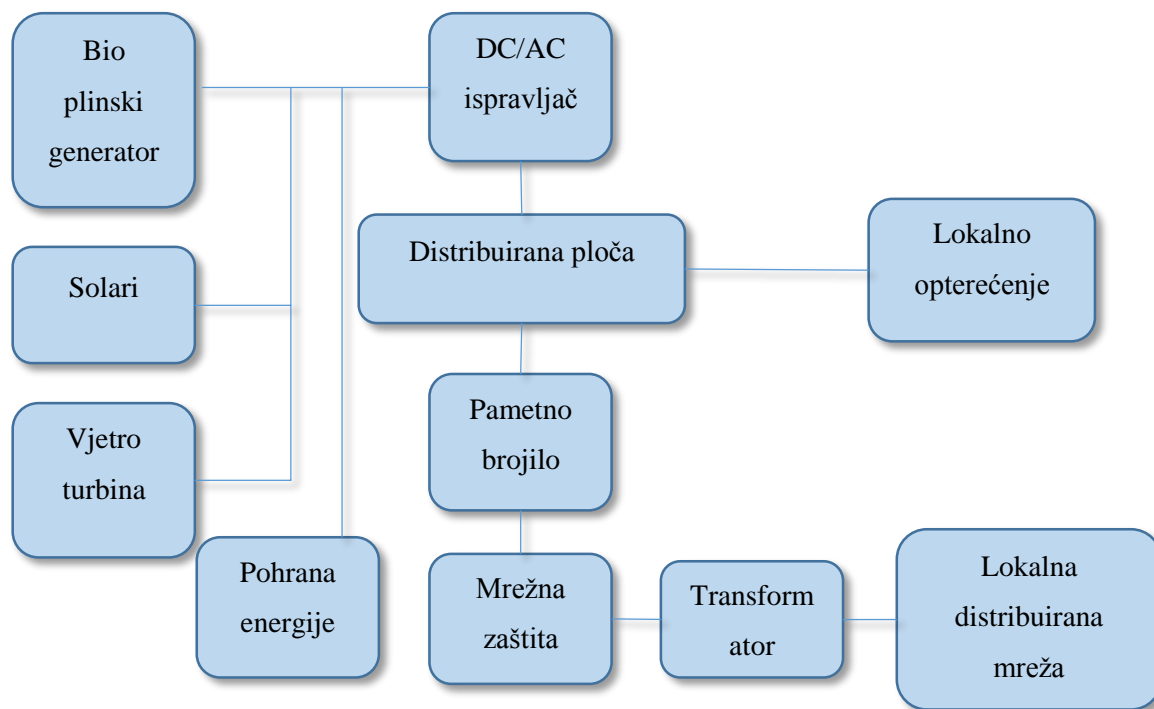 Bio
plinski
generator
DC/AC
ispravljač
Distribuirana ploča
Lokalno
opterećenje
Solari
Pametno
brojilo
Vjetro
turbina
Pohrana
energije
Mrežna
zaštita
Transform
ator
Lokalna
distribuirana
mreža